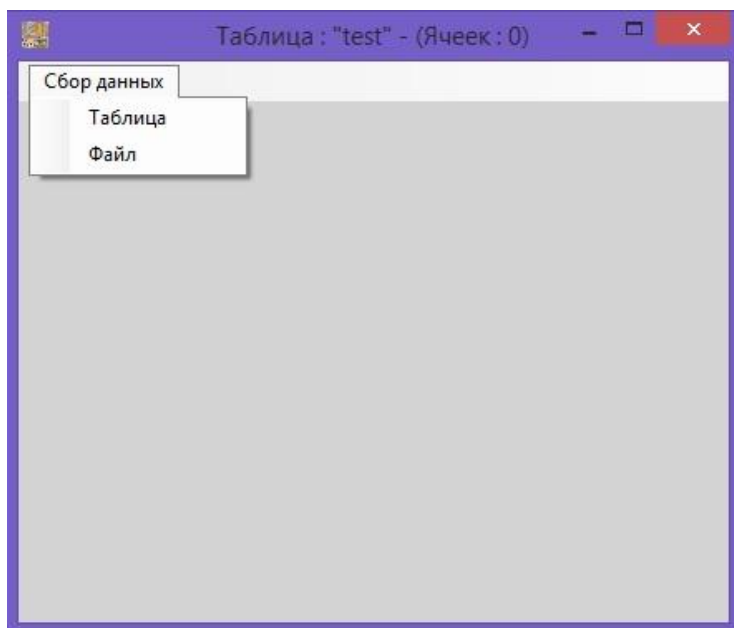 Таблица : "test" - (Ячеек : 0)
Сбор данных
Таблица
Файл